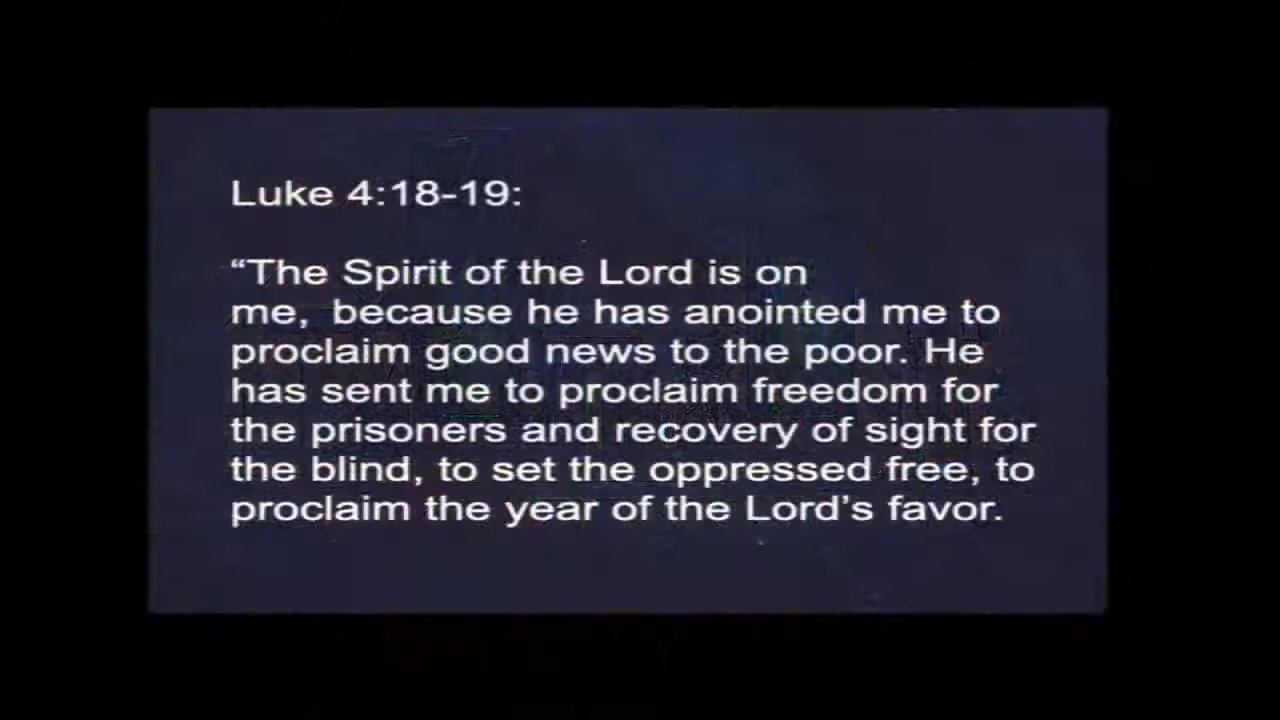 Luke 4:18-19:
“The Spirit of the Lord is on
me, because he has anointed me to
proclaim good news to the poor. He
has sent me to proclaim freedom for
the prisoners and recovery of sight for
the blind, to set the oppressed free, to
proclaim the year of the Lord’s favor.